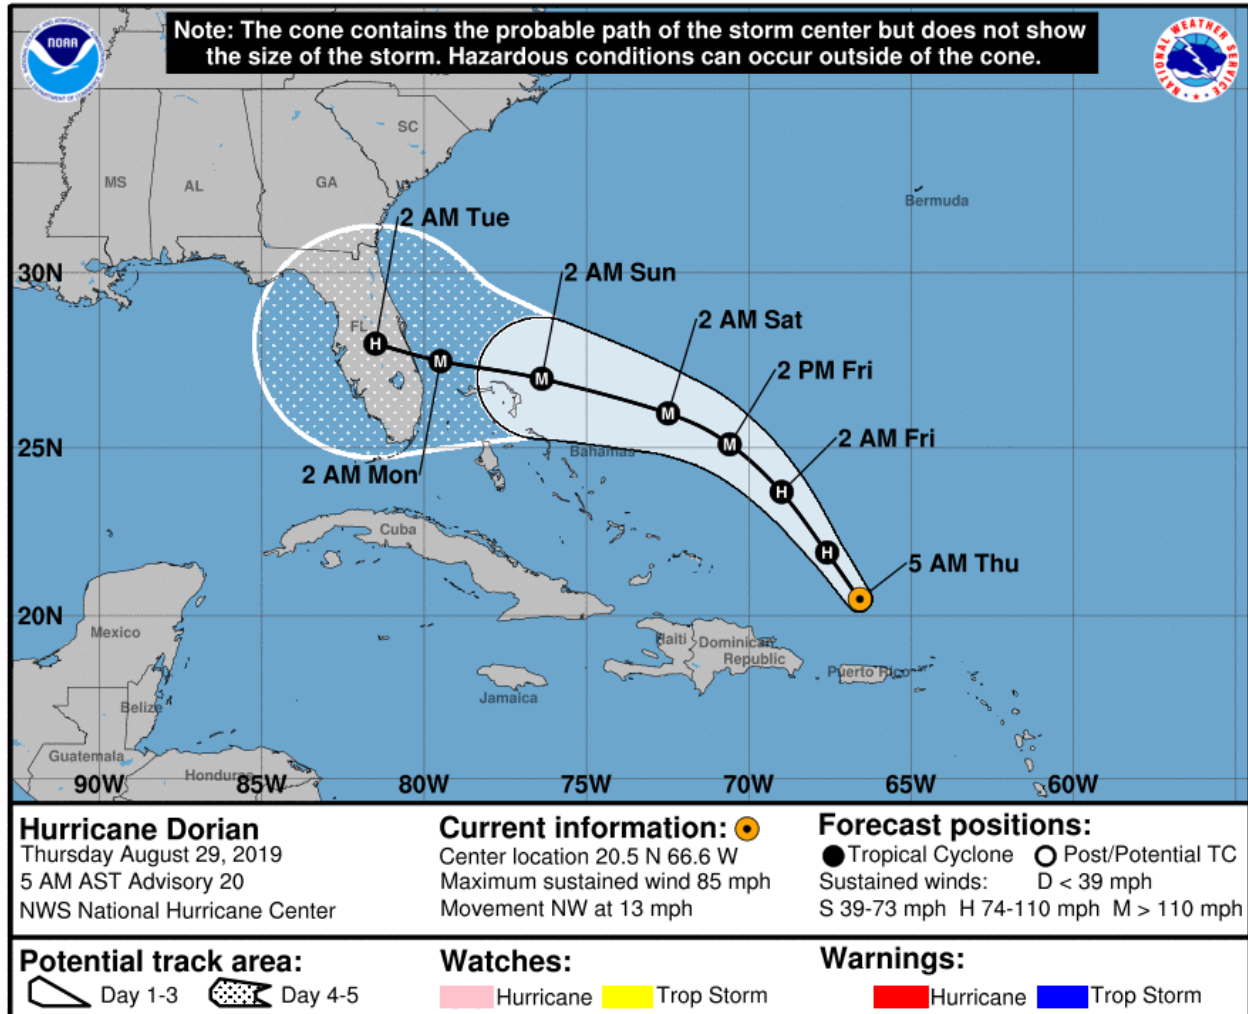 Note: The cone contains the probable path of the storm center but does not show
the size of the storm. Hazardous conditions can occur outside of the cone.
NOAA
NATIONAL WEATHER SERVICE
SC
MS
AL
GA
Bermuda
2 AM Tue
30N
2 AM Sun
2 AM Sat
FL
2 PM Fri
H
M
M
M
2 AM Fri
M
25N
Bahamas
2 AM Mon
H
Cuba
H
5 AM Thu
20N
Mexico
Haiti
Dominican
Republic
Puerto Rico
Jamaica
Belize
Guatemala
Honduras
90W
85W
80W
75W
70W
65W
60W
Hurricane Dorian
Thursday August 29, 2019
5 AM AST Advisory 20
NWS National Hurricane Center
Current information:
Center location 20.5 N 66.6 W
Maximum sustained wind 85 mph
Movement NW at 13 mph
Forecast positions:
Tropical Cyclone Post/Potential TC
Sustained winds: D < 39 mph
S 39-73 mph H 74-110 mph M > 110 mph
Potential track area:
Day 1-3 Day 4-5
Watches:
Hurricane Trop Storm
Warnings:
Hurricane Trop Storm